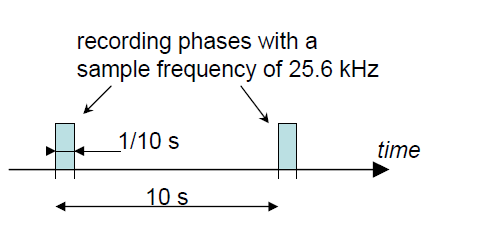 recording phases with a
sample frequency of 25.6 kHz
1/10 s
time
10 s